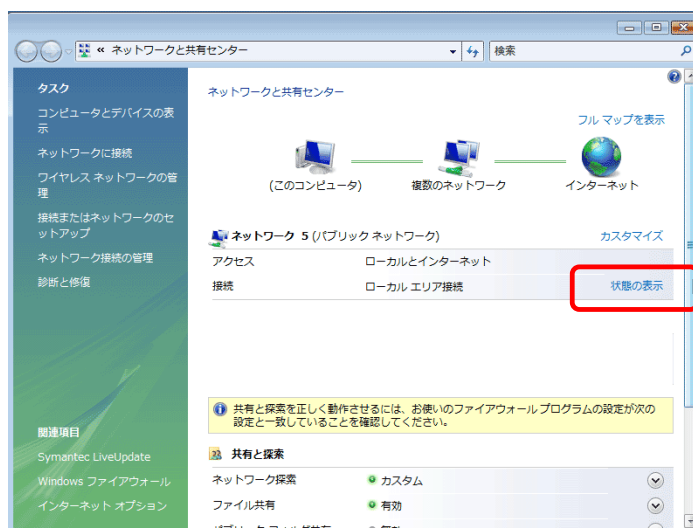 « ネットワークと共有センター
検索
タスク
コンピュータとデバイスの表
示
ネットワークに接続
ワイヤレス ネットワークの管
理
接続またはネットワークのセ
ットアップ
ネットワーク接続の管理
診断と修復
関連項目
Symantec LiveUpdate
Windows ファイアウォール
インターネット オプション
ネットワークと共有センター
フル マップを表示
(このコンピュータ)
複数のネットワーク
インターネット
ネットワーク 5 (パブリック ネットワーク)
カスタマイズ
アクセス
ローカルとインターネット
接続
ローカル エリア接続
状態の表示
共有と探索を正しく動作させるには、お使いのファイアウォール プログラムの設定が次の
設定と一致していることを確認してください。
共有と探索
ネットワーク探索
カスタム
ファイル共有
有効